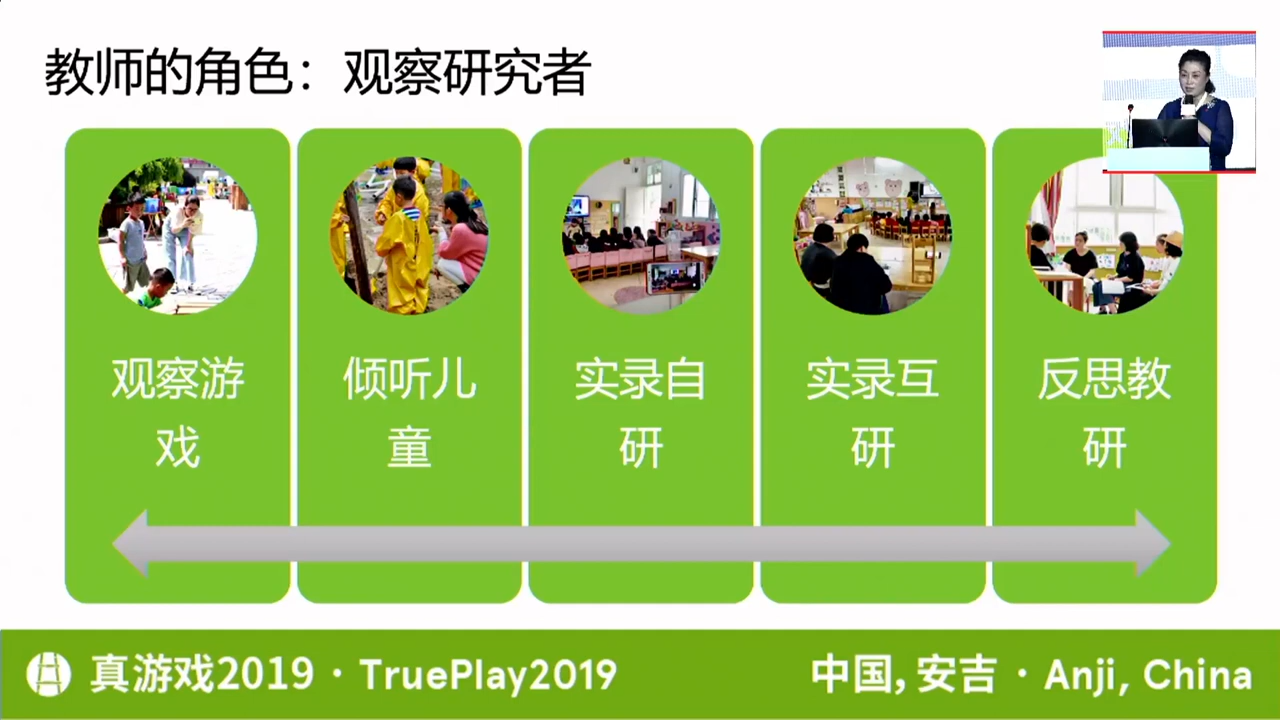 教师的角色：观察研究者
观察游
戏
倾听儿
童
实录自
研
实录互
研
反思教
研
真游戏2019 · TruePlay2019
中国，安吉 · Anji, China